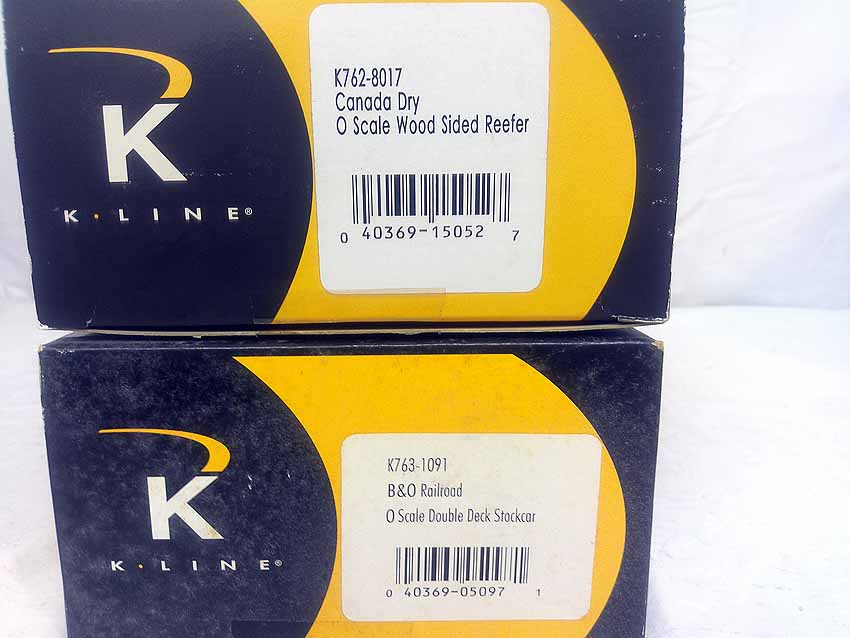 K
K·LINE®
K762-8017
Canada Dry
O Scale Wood Sided Reefer
0 40369-15052 7
K
K·LINE®
K763-1091
B&O Railroad
O Scale Double Deck Stockcar
0 40369-05097 1